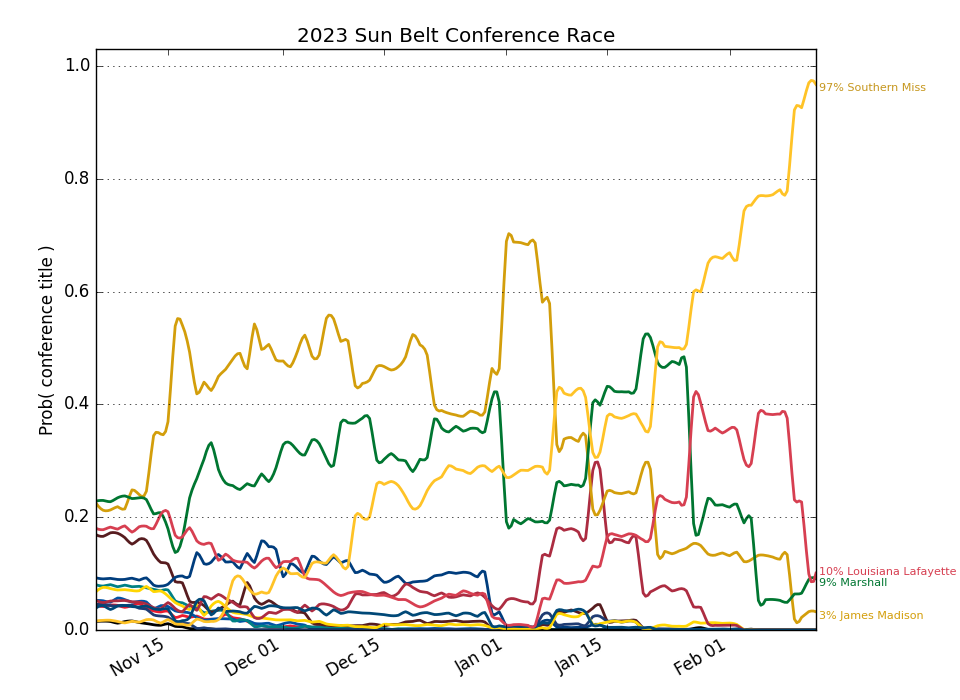 2023 Sun Belt Conference Race
Prob( conference title )
1.0
0.8
0.6
0.4
0.2
0.0
Nov 15
Dec 01
Dec 15
Jan 01
Jan 15
Feb 01
97% Southern Miss
10% Louisiana Lafayette
9% Marshall
3% James Madison